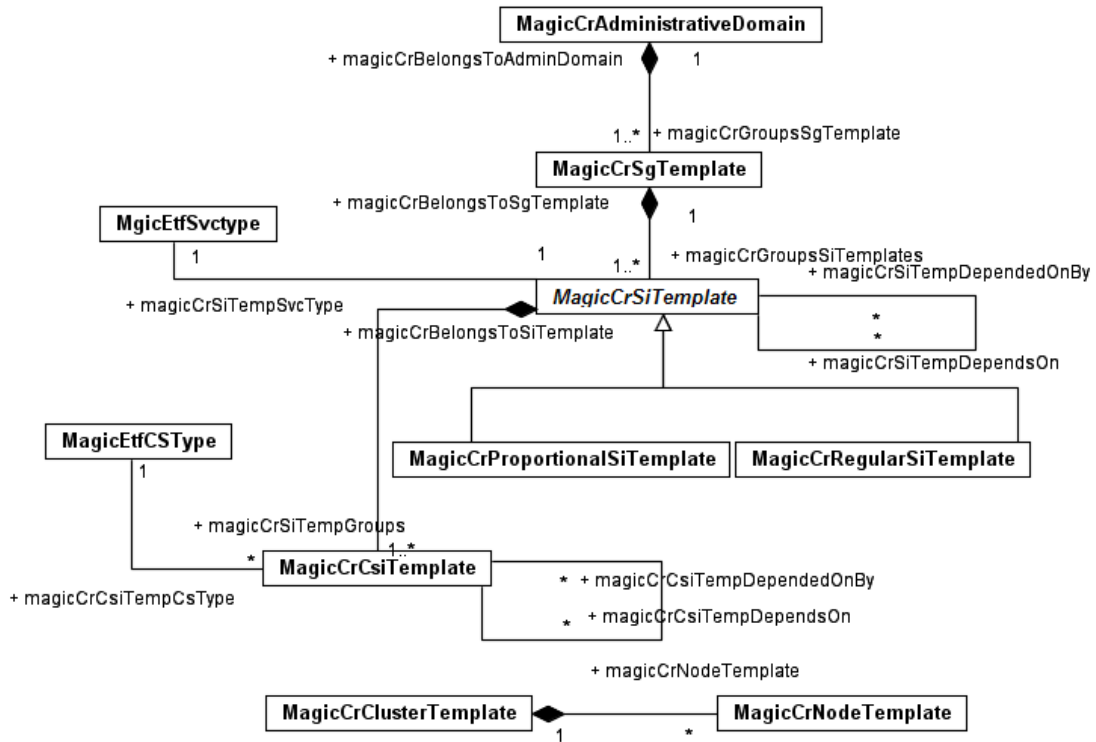 MagicCrAdministrativeDomain
+ magicCrBelongsToAdminDomain
1
1..*
+ magicCrGroupsSgTemplate
MagicCrSgTemplate
+ magicCrBelongsToSgTemplate
1
MgicEtfSvctype
1
1
1..*
+ magicCrGroupsSiTemplates
+ magicCrSiTempDependedOnBy
MagicCrSiTemplate
+ magicCrSiTempSvcType
+ magicCrBelongsToSiTemplate
*
*
+ magicCrSiTempDependsOn
MagicEtfCSType
1
MagicCrProportionalSiTemplate
MagicCrRegularSiTemplate
+ magicCrSiTempGroups
1..*
*
MagicCrCsiTemplate
* + magicCrCsiTempDependedOnBy
+ magicCrCsiTempCsType
* + magicCrCsiTempDependsOn
+ magicCrNodeTemplate
MagicCrClusterTemplate
1
*
MagicCrNodeTemplate